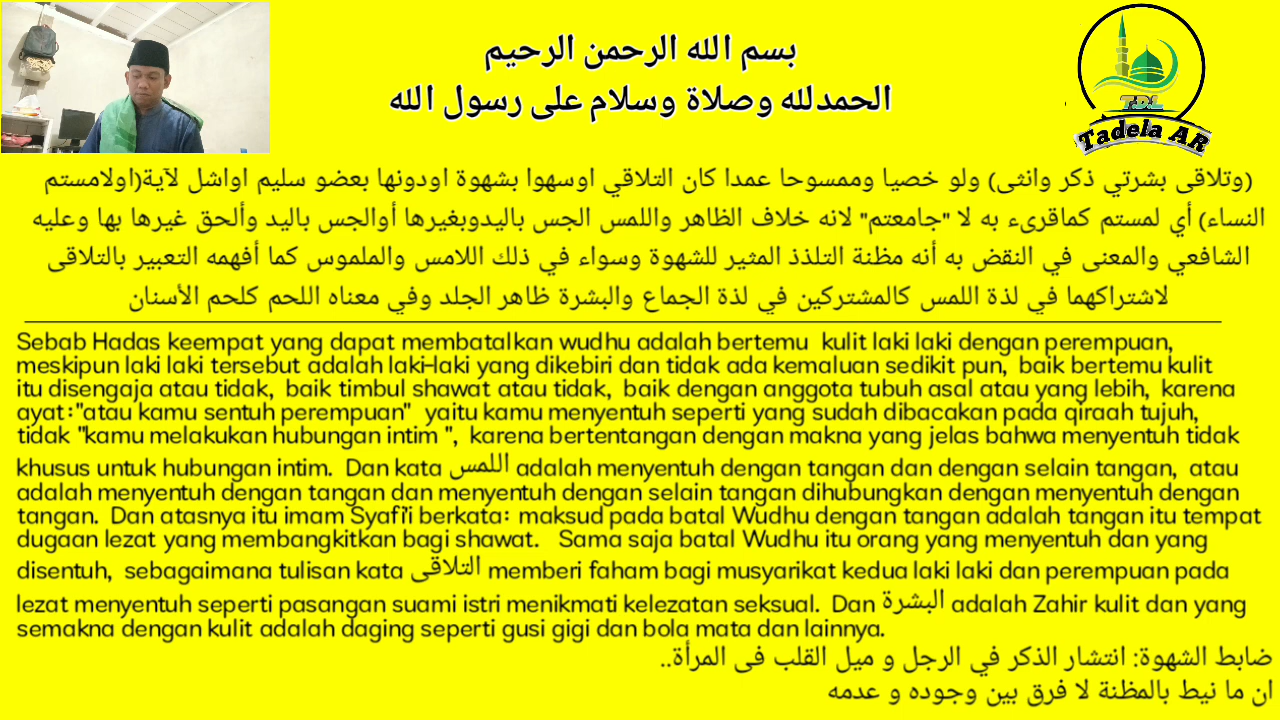 بسم الله الرحمن الرحيم
الحمدلله وصلاة وسلام على رسول الله
T.D.L
Tadela AR
(وتلاقى بشرتي ذكر وانثى) ولو خصيا وممسوحا عمدا كان التلاقي اوسهوا بشهوة اودونها بعضو سليم اواشل لآية(اولامستم
النساء) أي لمستم كماقرىء به لا "جامعتم" لانه خلاف الظاهر واللمس الجس باليدوبغيرها أوالجس باليد وألحق غيرها بها وعليه
الشافعي والمعنى في النقض به أنه مظنة التلذذ المثير للشهوة وسواء في ذلك اللامس والملموس كما أفهمه التعبير بالتلاقى
لاشتراكهما في لذة اللمس كالمشتركين في لذة الجماع والبشرة ظاهر الجلد وفي معناه اللحم كلحم الأسنان
Sebab Hadas keempat yang dapat membatalkan wudhu adalah bertemu kulit laki laki dengan perempuan,
meskipun laki laki tersebut adalah laki-laki yang dikebiri dan tidak ada kemaluan sedikit pun, baik bertemu kulit
itu disengaja atau tidak, baik timbul shawat atau tidak, baik dengan anggota tubuh asal atau yang lebih, karena
ayat:"atau kamu sentuh perempuan" yaitu kamu menyentuh seperti yang sudah dibacakan pada qiraah tujuh,
tidak "kamu melakukan hubungan intim ", karena bertentangan dengan makna yang jelas bahwa menyentuh tidak
khusus untuk hubungan intim. Dan kata اللمس adalah menyentuh dengan tangan dan dengan selain tangan, atau
adalah menyentuh dengan tangan dan menyentuh dengan selain tangan dihubungkan dengan menyentuh dengan
tangan. Dan atasnya itu imam Syafi'i berkata: maksud pada batal Wudhu dengan tangan adalah tangan itu tempat
dugaan lezat yang membangkitkan bagi shawat. Sama saja batal Wudhu itu orang yang menyentuh dan yang
disentuh, sebagaimana tulisan kata التلاقى memberi faham bagi musyarikat kedua laki laki dan perempuan pada
lezat menyentuh seperti pasangan suami istri menikmati kelezatan seksual. Dan البشرة adalah Zahir kulit dan yang
semakna dengan kulit adalah daging seperti gusi gigi dan bola mata dan lainnya.
ضابط الشهوة: انتشار الذكر في الرجل و ميل القلب فى المرأة..
ان ما نيط بالمظنة لا فرق بين وجوده و عدمه